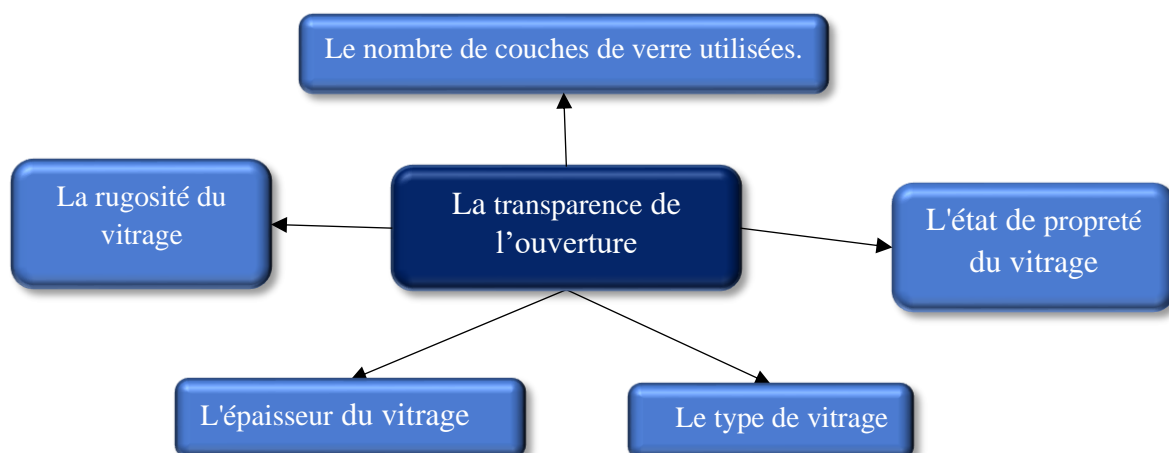 Le nombre de couches de verre utilisées.
La rugosité du
vitrage
La transparence de
l’ouverture
L'état de propreté
du vitrage
L'épaisseur du vitrage
Le type de vitrage